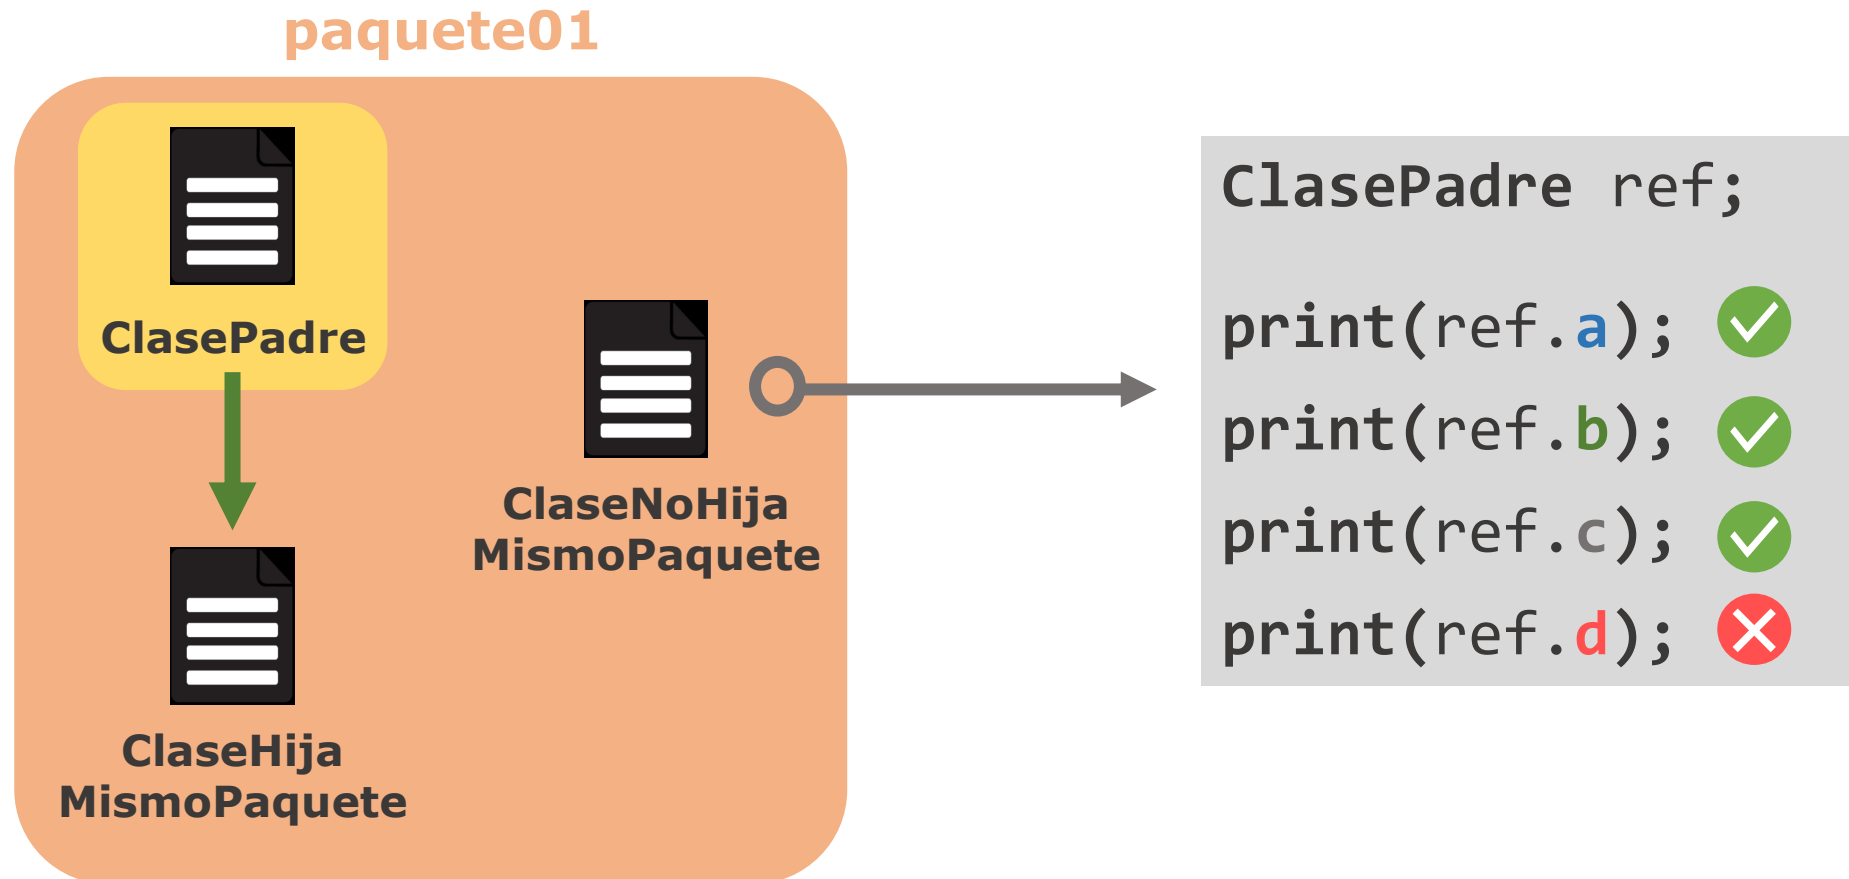 paquete01
ClasePadre
ClaseNoHija
MismoPaquete
ClaseHija
MismoPaquete
ClasePadre ref;
print(ref.a);
print(ref.b);
print(ref.c);
print(ref.d);